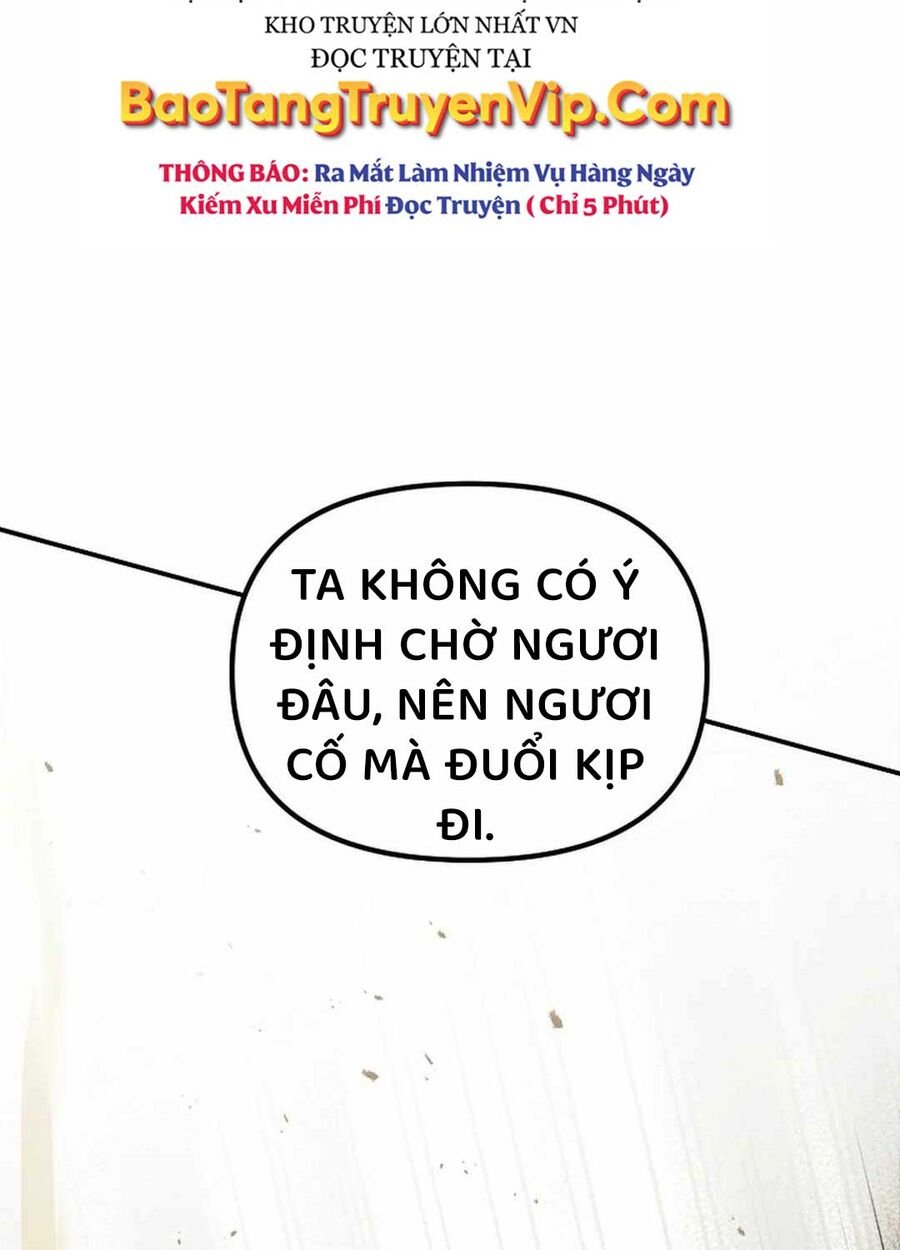 KHO TRUYỆN LỚN NHẤT VN
ĐỌC TRUYỆN TẠI
BaoTangTruyenVip.Com
THÔNG BÁO: Ra Mắt Làm Nhiệm Vụ Hàng Ngày
Kiếm Xu Miễn Phí Đọc Truyện ( Chỉ 5 Phút)
TA KHÔNG CÓ Ý
ĐỊNH CHỜ NGƯƠI
ĐÂU, NÊN NGƯƠI
CỐ MÀ ĐUỔI KỊP
ĐI.